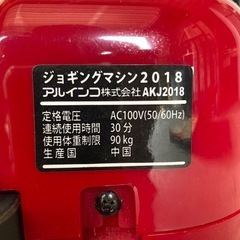 ジョギングマシン2018
アルインコ株式会社 AKJ2018
定格電圧 AC100V(50/60Hz)
連続使用時間 30分
使用体重制限 90kg
生産国 中国